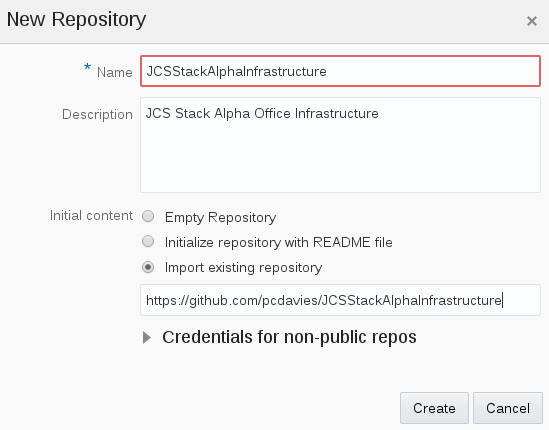 New Repository ×
* Name JCSStackAlphaInfrastructure
Description JCS Stack Alpha Office Infrastructure
Initial content Empty Repository
Initialize repository with README file
Import existing repository
https://github.com/pcdavies/JCSStackAlphaInfrastructure
Credentials for non-public repos
Create Cancel